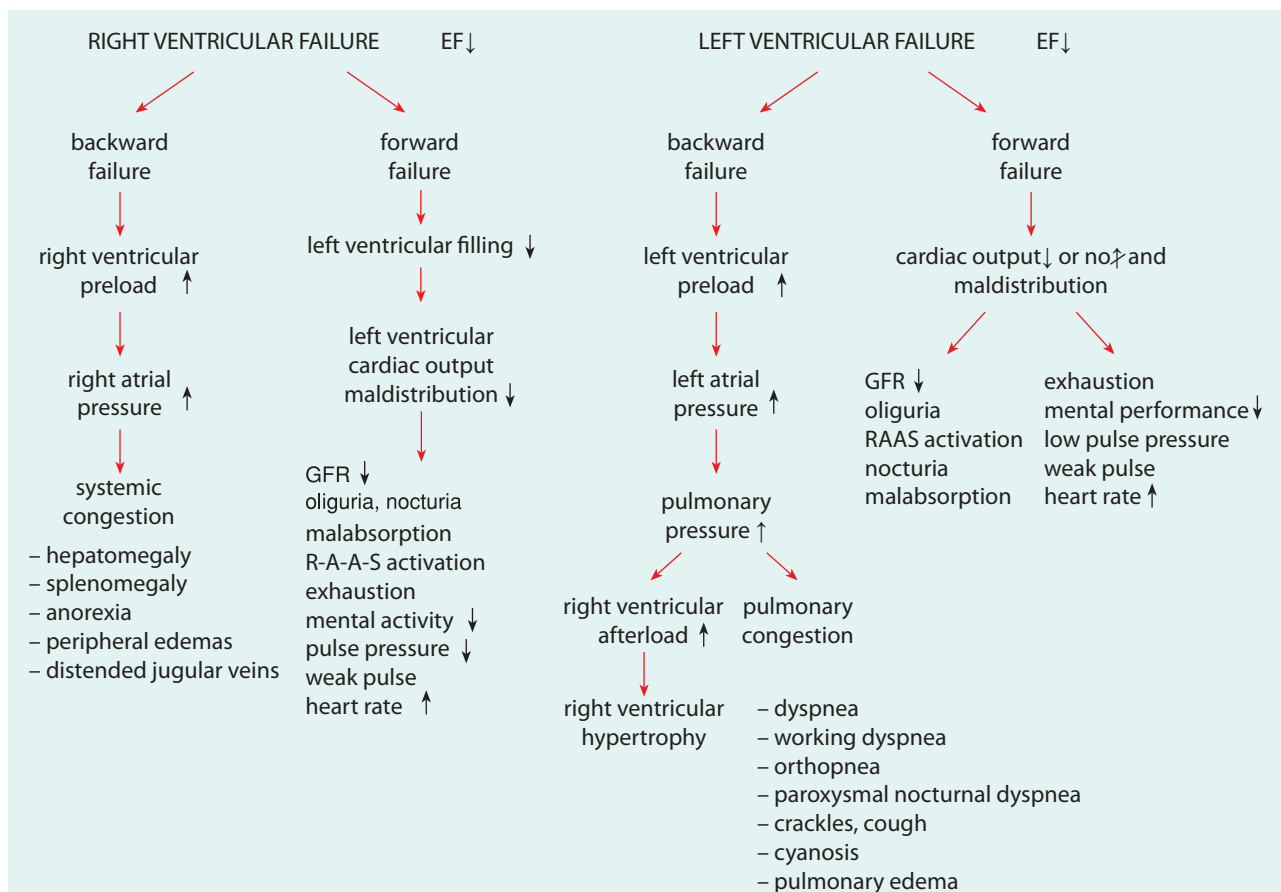 RIGHT VENTRICULAR FAILURE EF↓
backward
failure
right ventricular
preload ↑
right atrial
pressure ↑
systemic
congestion
– hepatomegaly
– splenomegaly
– anorexia
– peripheral edemas
– distended jugular veins
forward
failure
left ventricular filling ↓
left ventricular
cardiac output
maldistribution ↓
GFR ↓
oliguria, nocturia
malabsorption
R-A-A-S activation
exhaustion
mental activity ↓
pulse pressure ↓
weak pulse
heart rate ↑
LEFT VENTRICULAR FAILURE EF↓
backward
failure
left ventricular
preload ↑
left atrial
pressure ↑
pulmonary
pressure ↑
right ventricular
afterload ↑
right ventricular
hypertrophy
pulmonary
congestion
– dyspnea
– working dyspnea
– orthopnea
– paroxysmal nocturnal dyspnea
– crackles, cough
– cyanosis
– pulmonary edema
forward
failure
cardiac output↓ or no↑ and
maldistribution
GFR ↓
oliguria
RAAS activation
nocturia
malabsorption
exhaustion
mental performance ↓
low pulse pressure
weak pulse
heart rate ↑